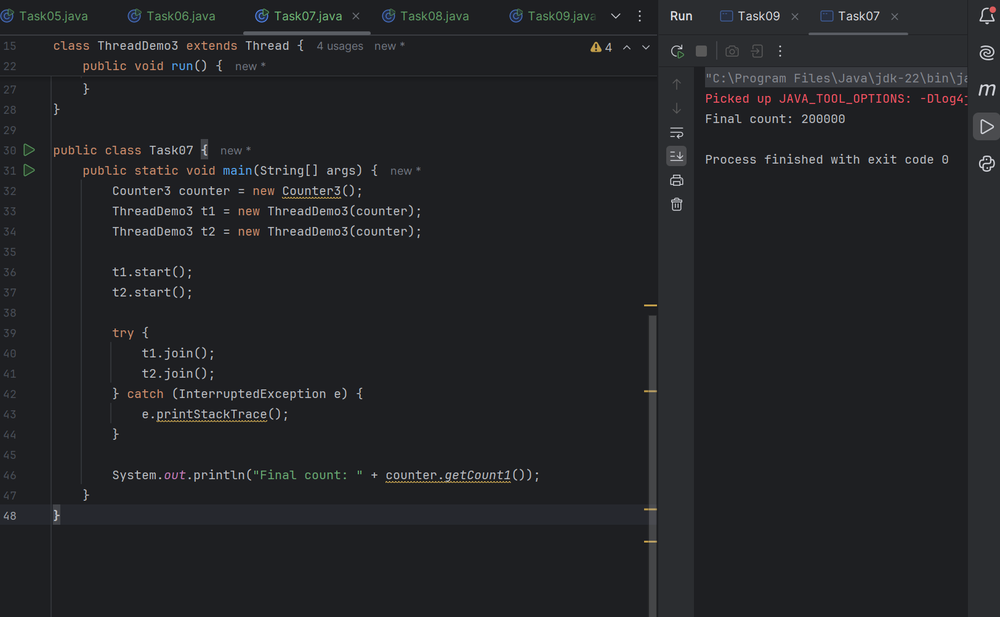 Task05.java Task06.java Task07.java Task08.java Task09.java
Run Task09 Task07
15 class ThreadDemo3 extends Thread { 4 usages new *
4
22 public void run() { new *
27 }
28 }
29
30 public class Task07 { new *
31 public static void main(String[] args) { new *
32 Counter3 counter = new Counter3();
33 ThreadDemo3 t1 = new ThreadDemo3(counter);
34 ThreadDemo3 t2 = new ThreadDemo3(counter);
35
36 t1.start();
37 t2.start();
38
39 try {
40 t1.join();
41 t2.join();
42 } catch (InterruptedException e) {
43 e.printStackTrace();
44 }
45
46 System.out.println("Final count: " + counter.getCount1());
47 }
48 }
"C:\Program Files\Java\jdk-22\bin\ja
Picked up JAVA_TOOL_OPTIONS: -Dlog4j
Final count: 200000
Process finished with exit code 0
m